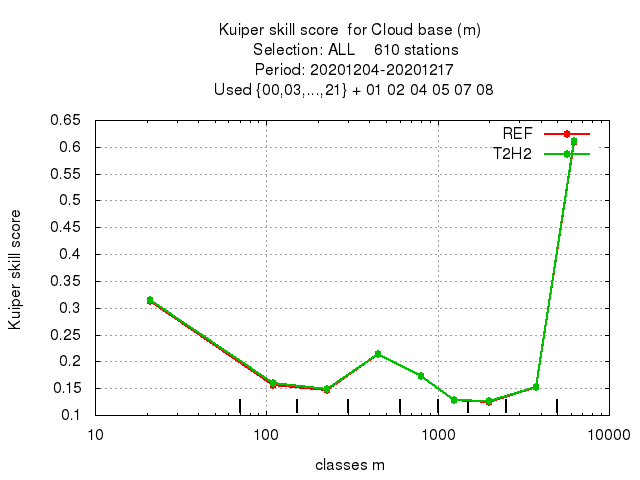 Kuiper skill score  for Cloud base (m)
Selection: ALL    610 stations
Period: 20201204-20201217
Used {00,03,...,21} + 01 02 04 05 07 08
REF
T2H2
0.65
0.6
0.55
0.5
0.45
0.4
0.35
0.3
0.25
0.2
0.15
0.1
Kuiper skill score
10 100 1000 10000
classes m